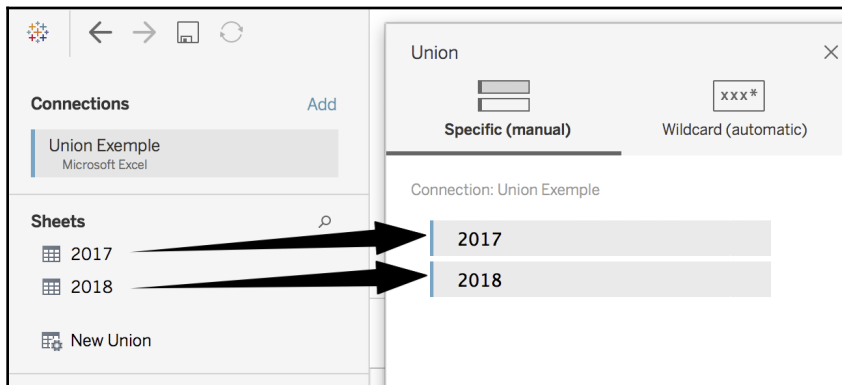 Connections
Add
Union Exemple
Microsoft Excel
Sheets
2017
2018
New Union
Union
Specific (manual)
xxx*
Wildcard (automatic)
Connection: Union Exemple
2017
2018